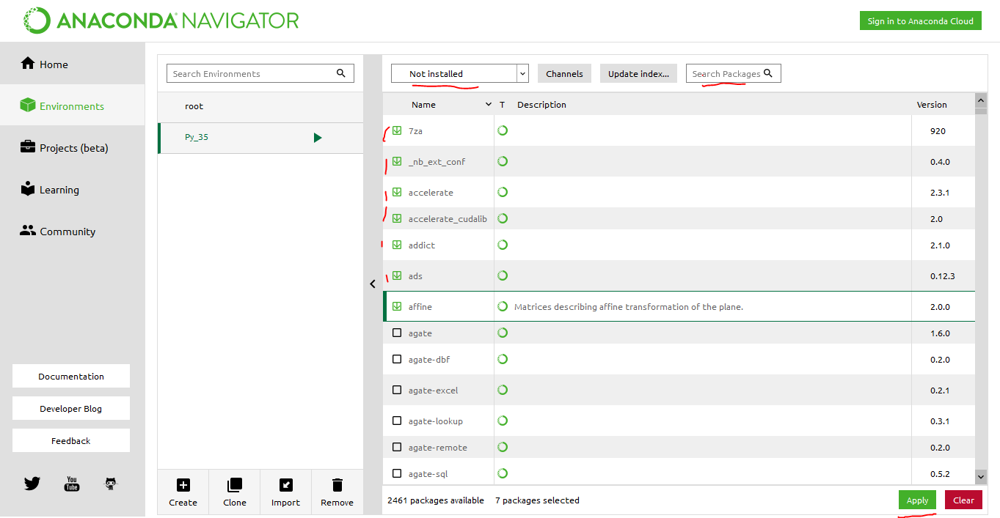 ANACONDA NAVIGATOR
Sign in to Anaconda Cloud
Home
Environments
Projects (beta)
Learning
Community
Documentation
Developer Blog
Feedback
You
Tube
Search Environments
root
Py_35
Create
Clone
Import
Remove
Not installed
Channels
Update index...
Search Packages
Name T Description Version
7za 920
_nb_ext_conf 0.4.0
accelerate 2.3.1
accelerate_cudalib 2.0
addict 2.1.0
ads 0.12.3
affine Matrices describing affine transformation of the plane. 2.0.0
agate 1.6.0
agate-dbf 0.2.0
agate-excel 0.2.1
agate-lookup 0.3.1
agate-remote 0.2.0
agate-sql 0.5.2
2461 packages available 7 packages selected
Apply
Clear